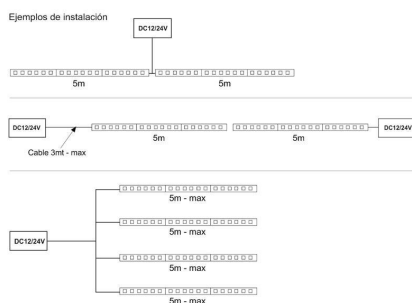 Ejemplos de instalación
DC12/24V
5m 5m
DC12/24V DC12/24V
5m 5m
Cable 3mt - max
5m - max
5m - max
DC12/24V
5m - max
5m - max